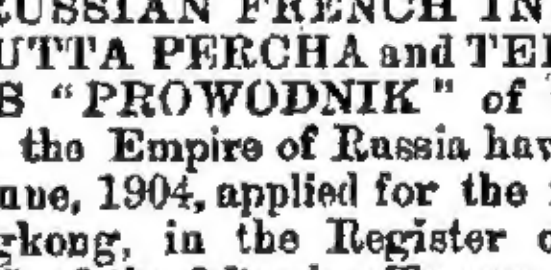 RUSSIAN FRENCH IN
UTTA PERCHA and TE
S "PROWODNIK" of
the Empire of Russia hav
une, 1904, applied for the
gkong, in the Register